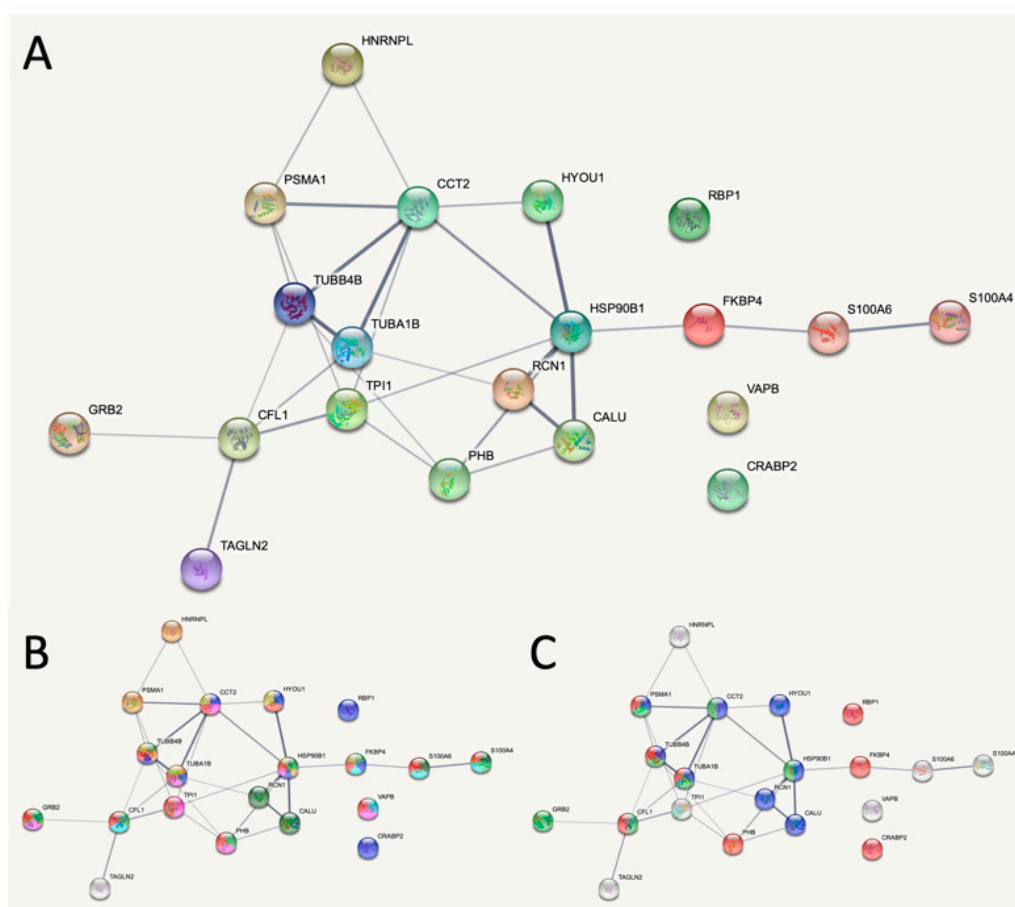 A
HNRNPL
PSMA1
CCT2
HYOU1
RBP1
TUBB4B
TUBA1B
HSP90B1
FKBP4
S100A6
S100A4
RCN1
TPI1
VAPB
GRB2
CFL1
CALU
PHB
CRABP2
TAGLN2
B
HNRNPL
PSMA1
CCT2
HYOU1
RBP1
TUBB4B
TUBA1B
HSP90B1
FKBP4
S100A6
S100A4
RCN1
TPI1
VAPB
GRB2
CFL1
CALU
PHB
CRABP2
TAGLN2
C
HNRNPL
PSMA1
CCT2
HYOU1
RBP1
TUBB4B
TUBA1B
HSP90B1
FKBP4
S100A6
S100A4
RCN1
TPI1
VAPB
GRB2
CFL1
CALU
PHB
CRABP2
TAGLN2